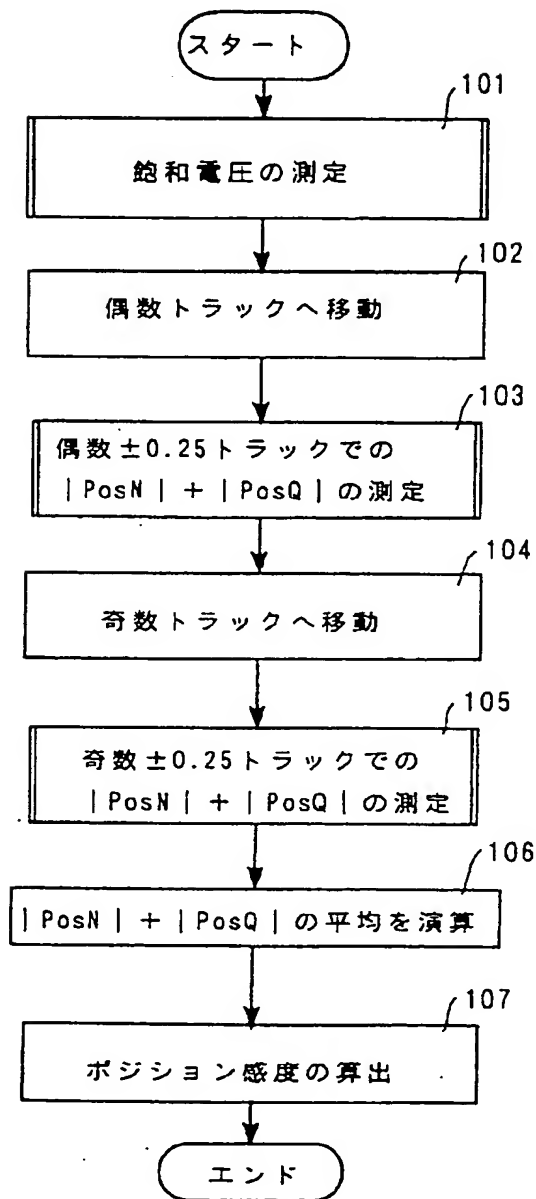 スタート
101
飽和電圧の測定
102
偶数トラックへ移動
103
偶数±0.25トラックでの
|PosN| + |PosQ| の測定
104
奇数トラックへ移動
105
奇数±0.25トラックでの
|PosN| + |PosQ| の測定
106
|PosN| + |PosQ| の平均を演算
107
ポジション感度の算出
エンド